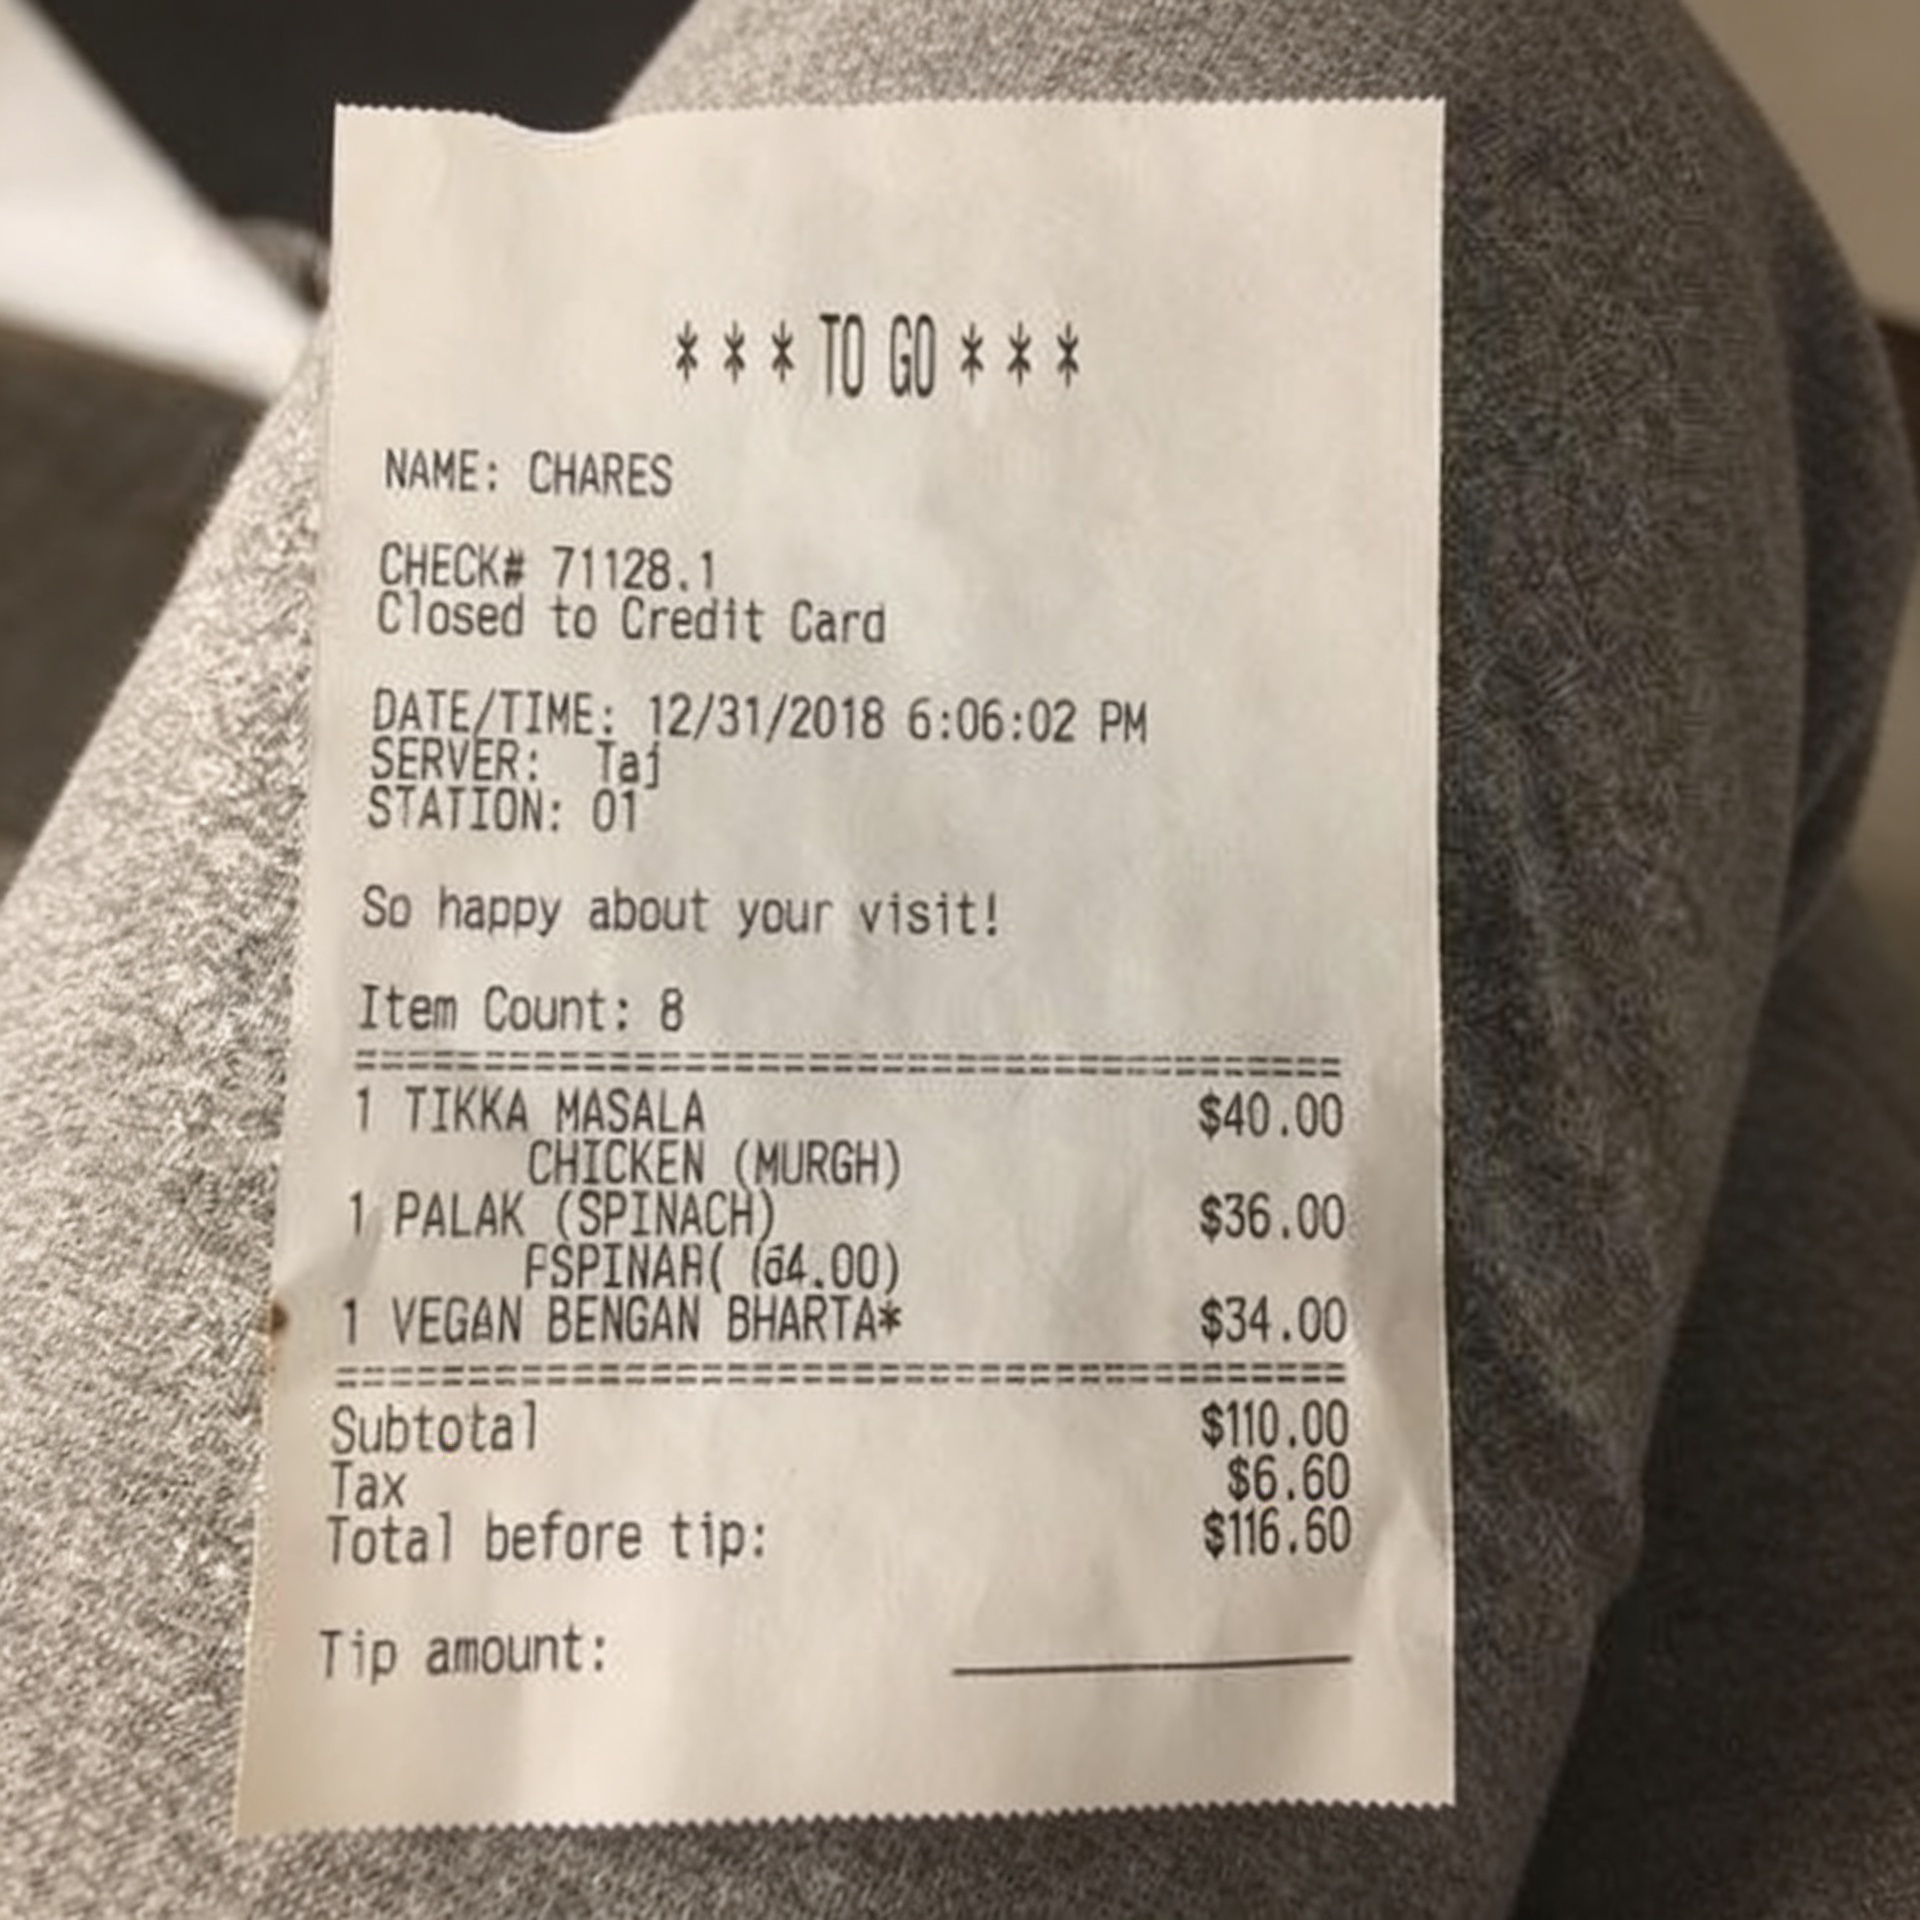 *** TO GO ***
NAME: CHARES
CHECK# 71128.1
Closed to Credit Card
DATE/TIME: 12/31/2018 6:06:02 PM
SERVER: Taj
STATION: 01
So happy about your visit!
Item Count: 8
1 TIKKA MASALA $40.00
CHICKEN (MURGH)
1 PALAK (SPINACH) $36.00
1 VEGAN BENGAN BHARTA* $34.00
Subtotal $110.00
Tax $6.60
Total before tip: $116.60
Tip amount: